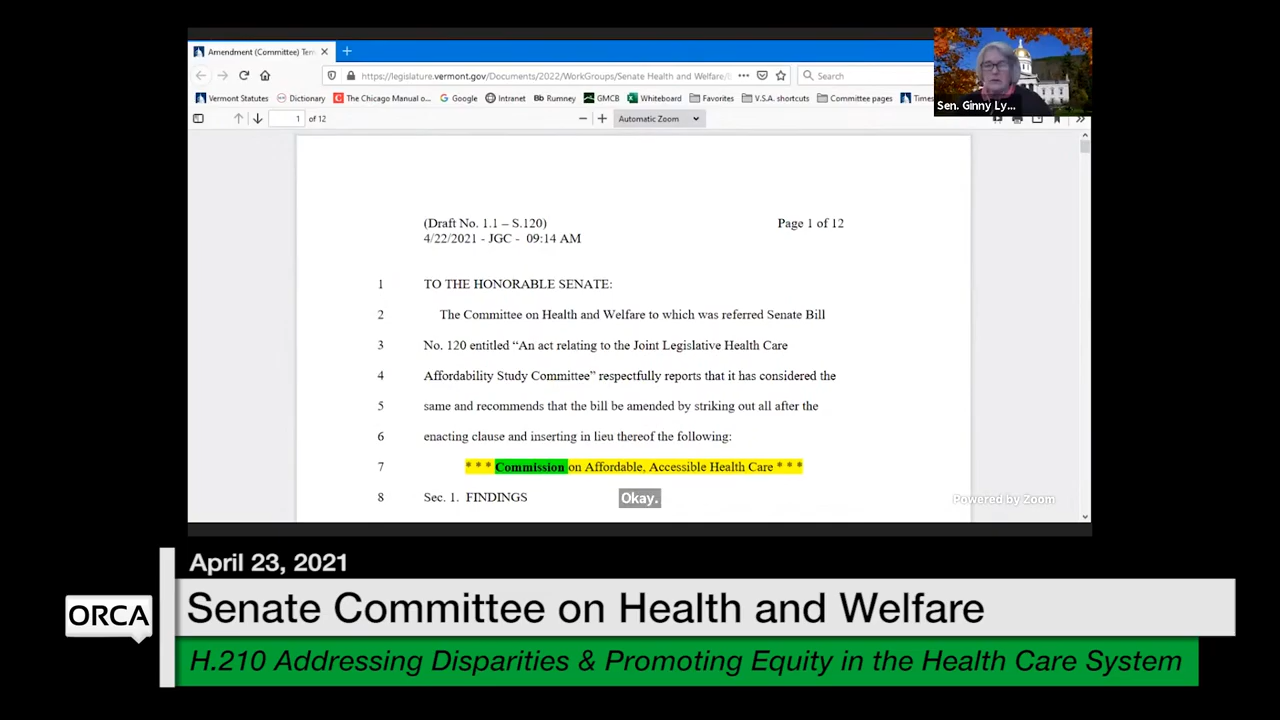 Amendment (Committee) Tem
https://legislature.vermont.gov/Documents/2022/WorkGroups/Senate Health and Welfare/
Search
Vermont Statutes
Dictionary
The Chicago Manual o...
Google
Intranet
Bb Rumney
GMCB
Whiteboard
Favorites
V.S.A. shortcuts
Committee pages
Times
Sen. Ginny Ly...
1 of 12
Automatic Zoom
(Draft No. 1.1 – S.120) Page 1 of 12
4/22/2021 - JGC - 09:14 AM
1 TO THE HONORABLE SENATE:
2 The Committee on Health and Welfare to which was referred Senate Bill
3 No. 120 entitled “An act relating to the Joint Legislative Health Care
4 Affordability Study Committee” respectfully reports that it has considered the
5 same and recommends that the bill be amended by striking out all after the
6 enacting clause and inserting in lieu thereof the following:
7 * * * Commission on Affordable, Accessible Health Care * * *
8 Sec. 1. FINDINGS
Okay.
Powered by Zoom
April 23, 2021
ORCA
Senate Committee on Health and Welfare
H.210 Addressing Disparities & Promoting Equity in the Health Care System